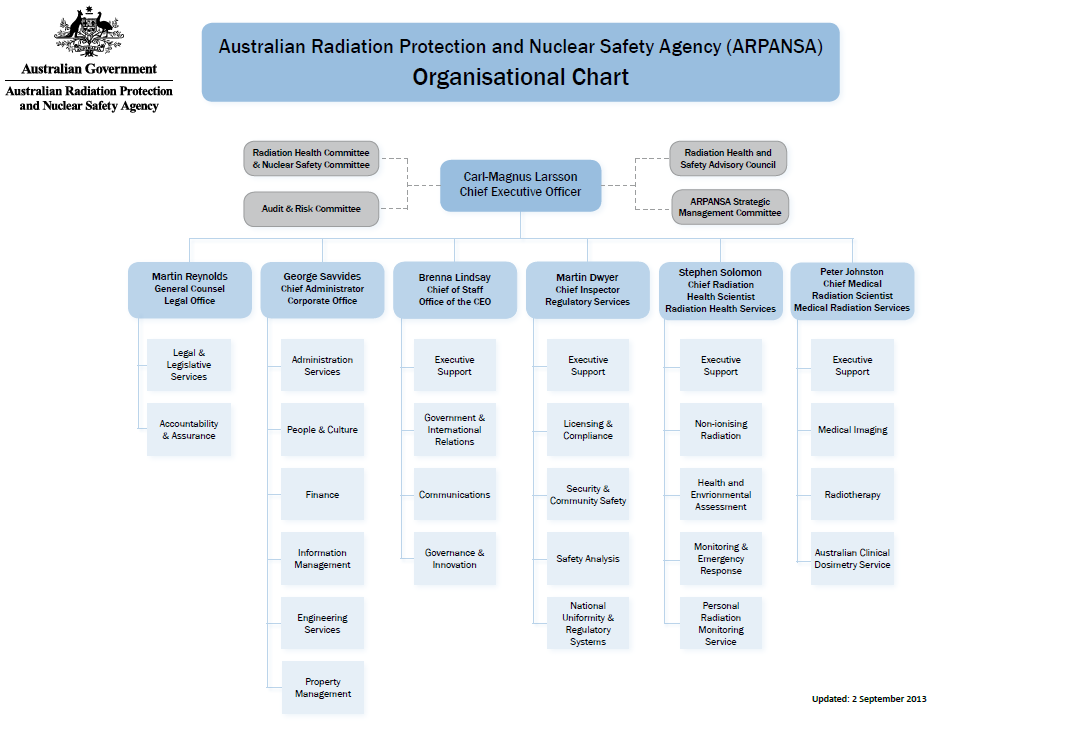 Australian Government
Australian Radiation Protection
and Nuclear Safety Agency
Australian Radiation Protection and Nuclear Safety Agency (ARPANSA)
Organisational Chart
Radiation Health Committee
& Nuclear Safety Committee
Audit & Risk Committee
Carl-Magnus Larsson
Chief Executive Officer
Radiation Health and
Safety Advisory Council
ARPANSA Strategic
Management Committee
Martin Reynolds
General Counsel
Legal Office
Legal &
Legislative
Services
Accountability
& Assurance
George Savvides
Chief Administrator
Corporate Office
Administration
Services
People & Culture
Finance
Information
Management
Engineering
Services
Property
Management
Brenna Lindsay
Chief of Staff
Office of the CEO
Executive
Support
Government &
International
Relations
Communications
Governance &
Innovation
Martin Dwyer
Chief Inspector
Regulatory Services
Executive
Support
Licensing &
Compliance
Security &
Community Safety
Safety Analysis
National
Uniformity &
Regulatory
Systems
Stephen Solomon
Chief Radiation
Health Scientist
Radiation Health Services
Executive
Support
Non-ionising
Radiation
Health and
Envrionmental
Assessment
Monitoring &
Emergency
Response
Personal
Radiation
Monitoring
Service
Peter Johnston
Chief Medical
Radiation Scientist
Medical Radiation Services
Executive
Support
Medical Imaging
Radiotherapy
Australian Clinical
Dosimetry Service
Updated: 2 September 2013